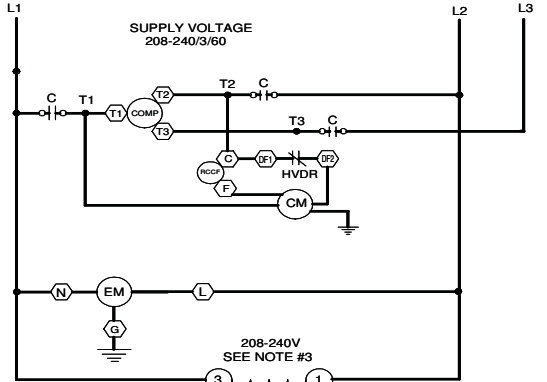 L1
L2
L3
SUPPLY VOLTAGE
208-240/3/60
C
T1
T1
COMP
T2
T3
T2
C
T3
C
C
DF1
HVDR
DF2
RCCF
F
CM
N
EM
L
G
208-240V
SEE NOTE #3
3
1